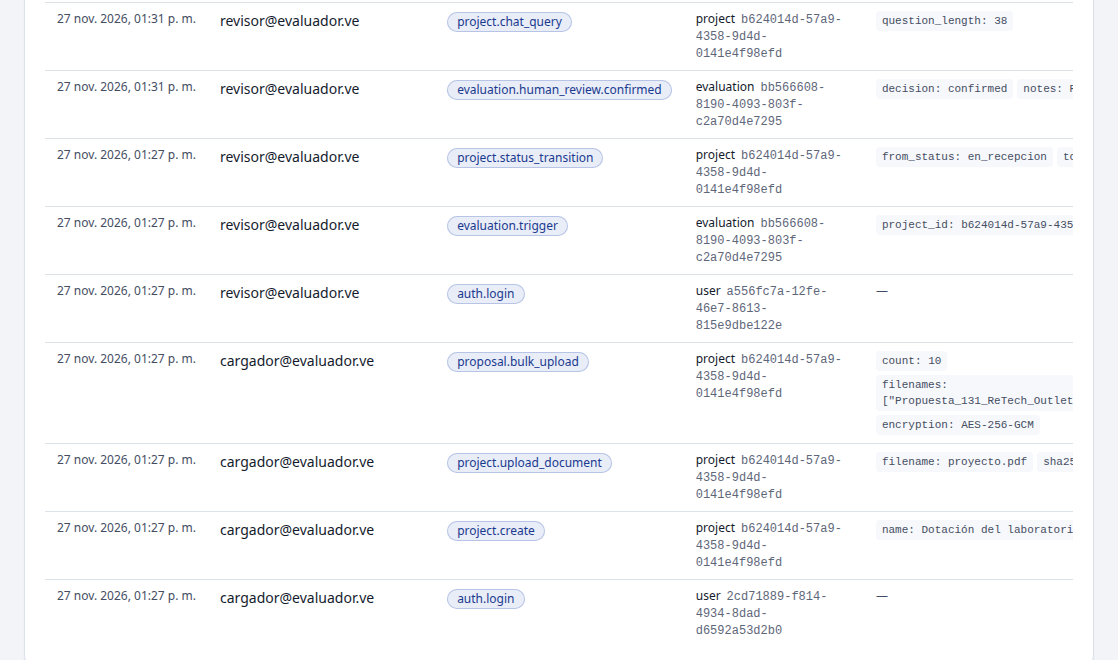 27 nov. 2026, 01:31 p. m. revisor@evaluador.ve project.chat_query project b624014d-57a9- question_length: 38
4358-9d4d-
0141e4f98efd
27 nov. 2026, 01:31 p. m. revisor@evaluador.ve evaluation.human_review.confirmed evaluation bb566608- decision: confirmed notes:
8190-4093-803f-
c2a70d4e7295
27 nov. 2026, 01:27 p. m. revisor@evaluador.ve project.status_transition project b624014d-57a9- from_status: en_recepcion
4358-9d4d-
0141e4f98efd
27 nov. 2026, 01:27 p. m. revisor@evaluador.ve evaluation.trigger evaluation bb566608- project_id: b624014d-57a9-435
8190-4093-803f-
c2a70d4e7295
27 nov. 2026, 01:27 p. m. revisor@evaluador.ve auth.login user a556fc7a-12fe- —
46e7-8613-
815e9dbe122e
27 nov. 2026, 01:27 p. m. cargador@evaluador.ve proposal.bulk_upload project b624014d-57a9- count: 10
4358-9d4d- filenames:
0141e4f98efd ["Propuesta_131_ReTech_Outlet
encryption: AES-256-GCM
27 nov. 2026, 01:27 p. m. cargador@evaluador.ve project.upload_document project b624014d-57a9- filename: proyecto.pdf sha25
4358-9d4d-
0141e4f98efd
27 nov. 2026, 01:27 p. m. cargador@evaluador.ve project.create project b624014d-57a9- name: Dotación del laboratori
4358-9d4d-
0141e4f98efd
27 nov. 2026, 01:27 p. m. cargador@evaluador.ve auth.login user 2cd71889-f814- —
4934-8dad-
d6592a53d2b0